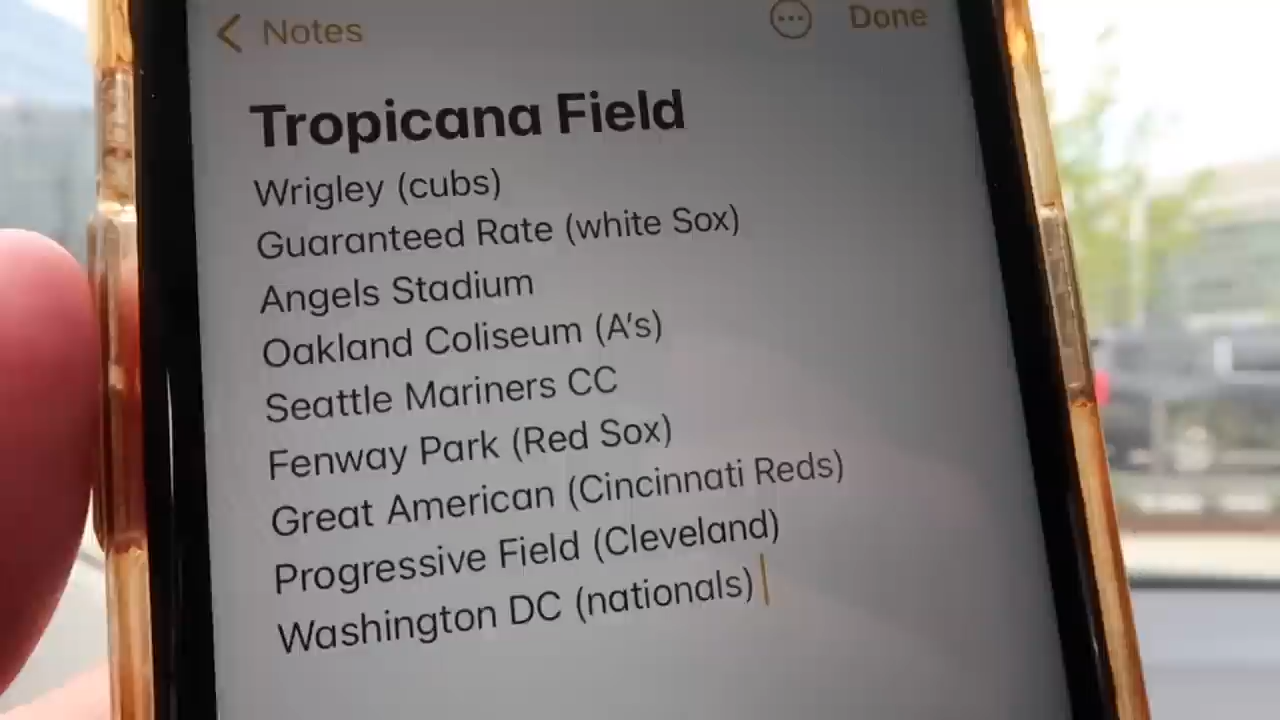 Notes
Done
Tropicana Field
Wrigley (cubs)
Guaranteed Rate (white Sox)
Angels Stadium
Oakland Coliseum (A's)
Seattle Mariners CC
Fenway Park (Red Sox)
Great American (Cincinnati Reds)
Progressive Field (Cleveland)
Washington DC (nationals)